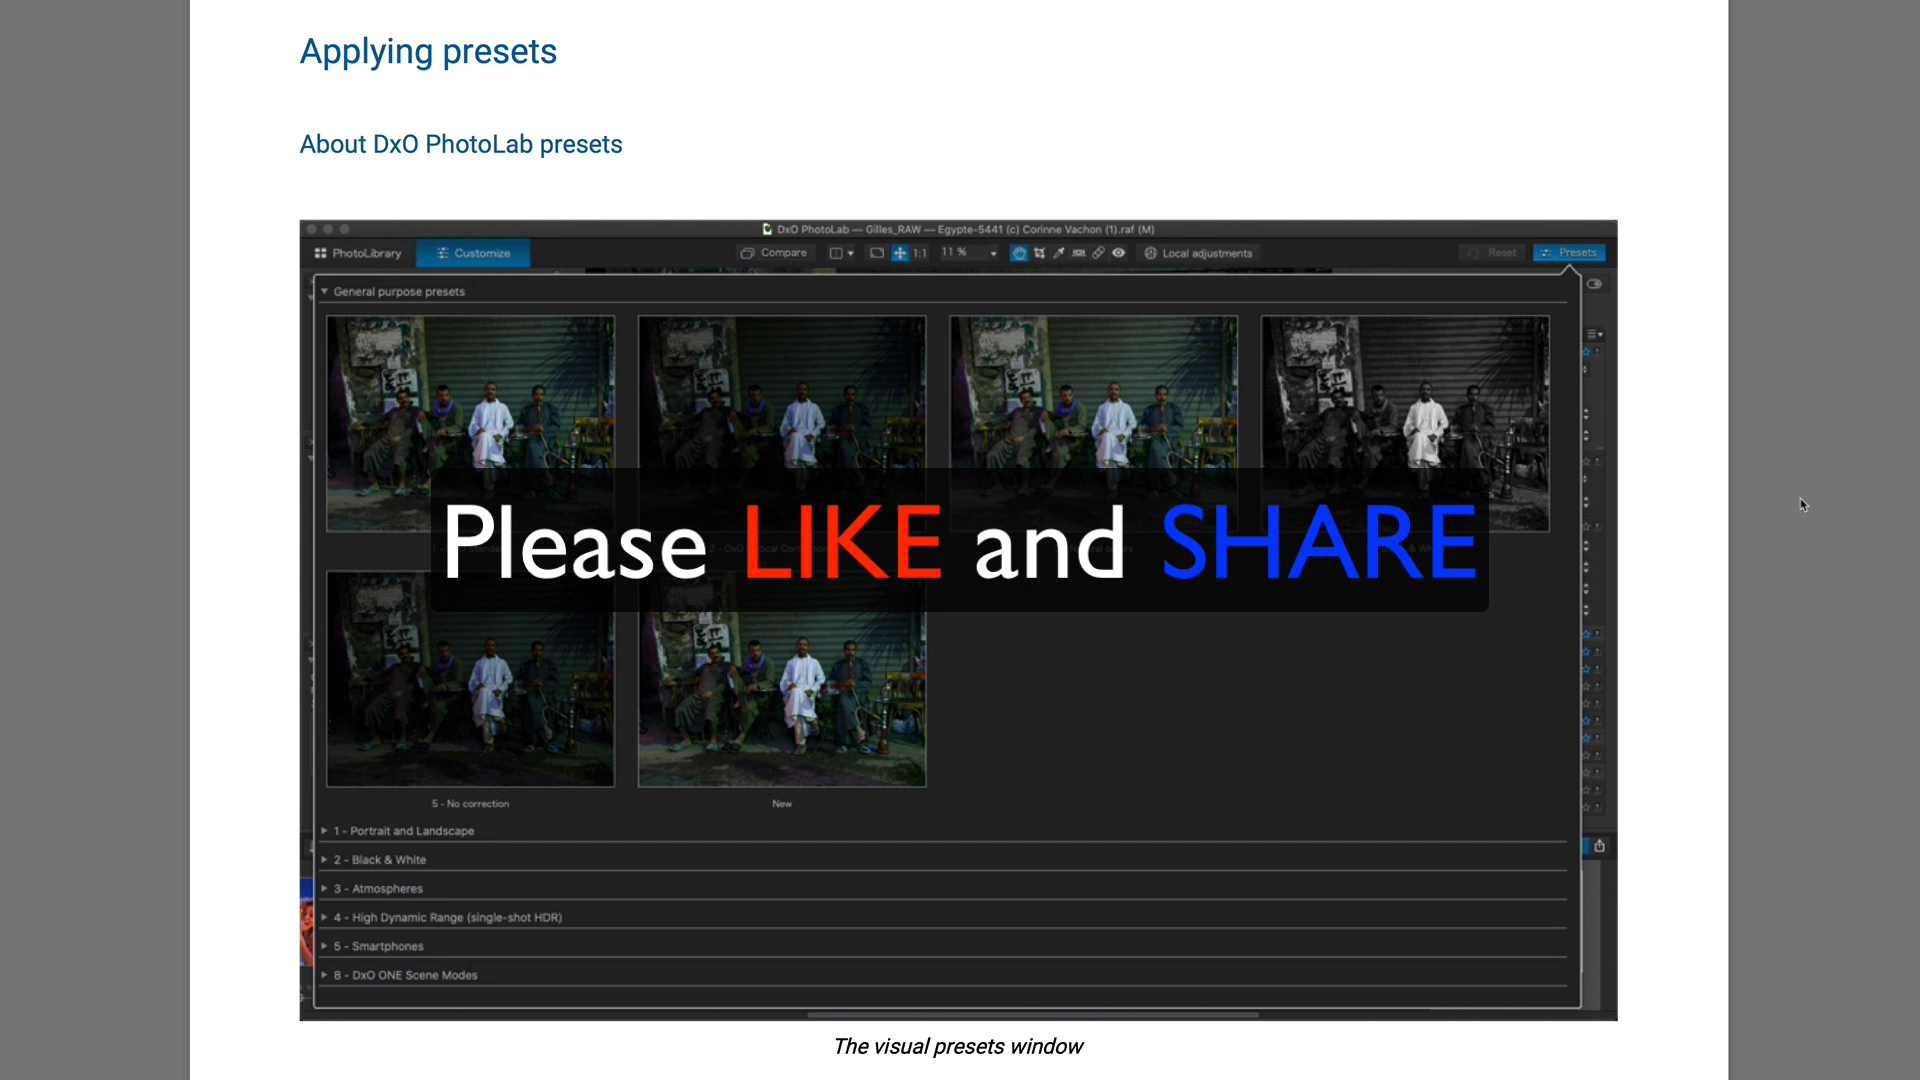 Applying presets
About DxO PhotoLab presets
DxO PhotoLab — Gilles_RAW — Egypte-5441 (c) Corinne Vachon (1).raf (M)
PhotoLibrary Customize Compare 1:1 11 % Local adjustments Reset Presets
General purpose presets
Please LIKE and SHARE
5 - No correction New
1 - Portrait and Landscape
2 - Black & White
3 - Atmospheres
4 - High Dynamic Range (single-shot HDR)
5 - Smartphones
8 - DxO ONE Scene Modes
The visual presets window